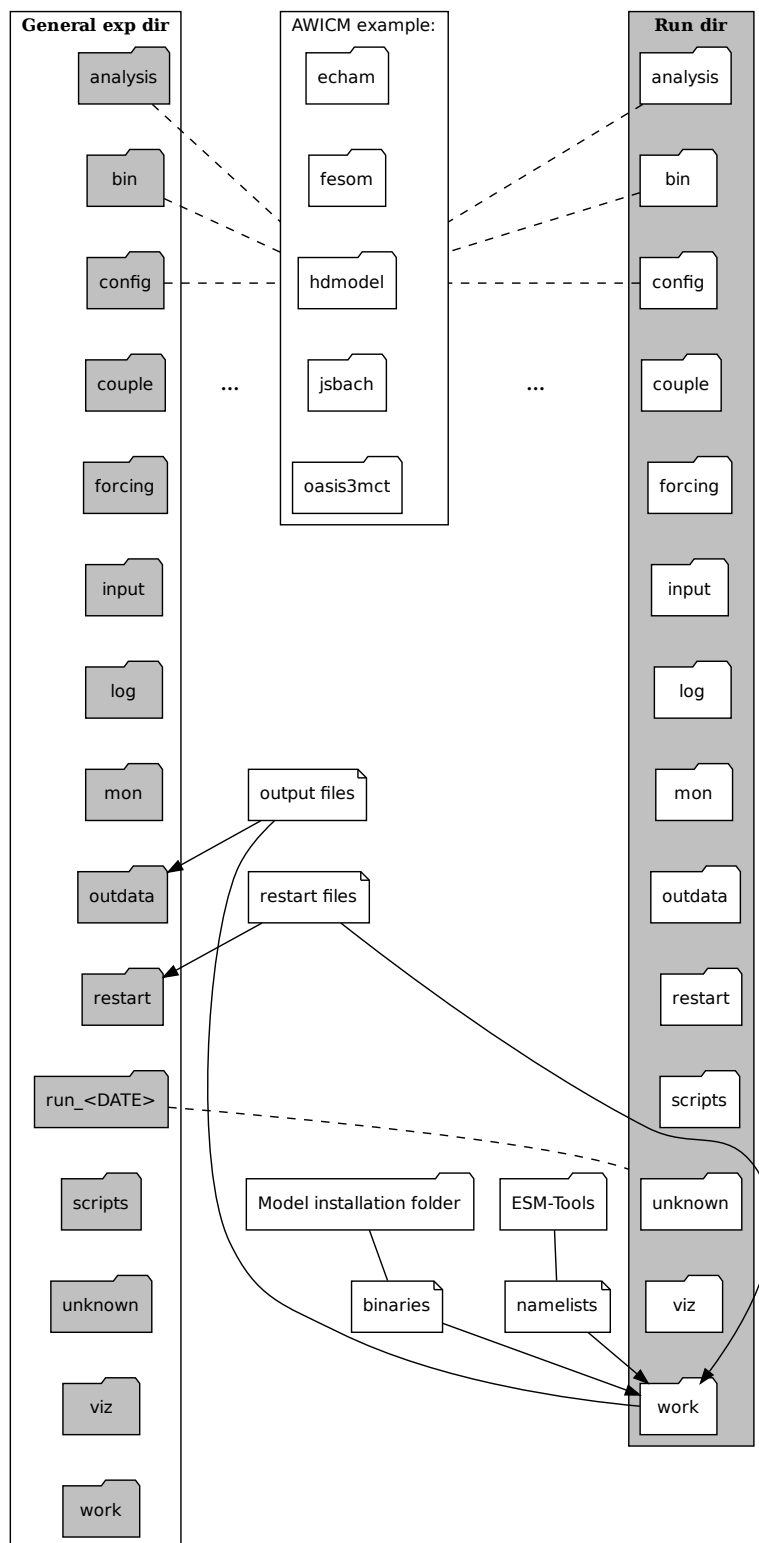 General exp dir
analysis
bin
config
couple
forcing
input
log
mon
outdata
restart
run_<DATE>
scripts
unknown
viz
work
...
AWICM example:
echam
fesom
hdmodel
jsbach
oasis3mct
...
output files
restart files
Model installation folder
ESM-Tools
binaries
namelists
Run dir
analysis
bin
config
couple
forcing
input
log
mon
outdata
restart
scripts
unknown
viz
work